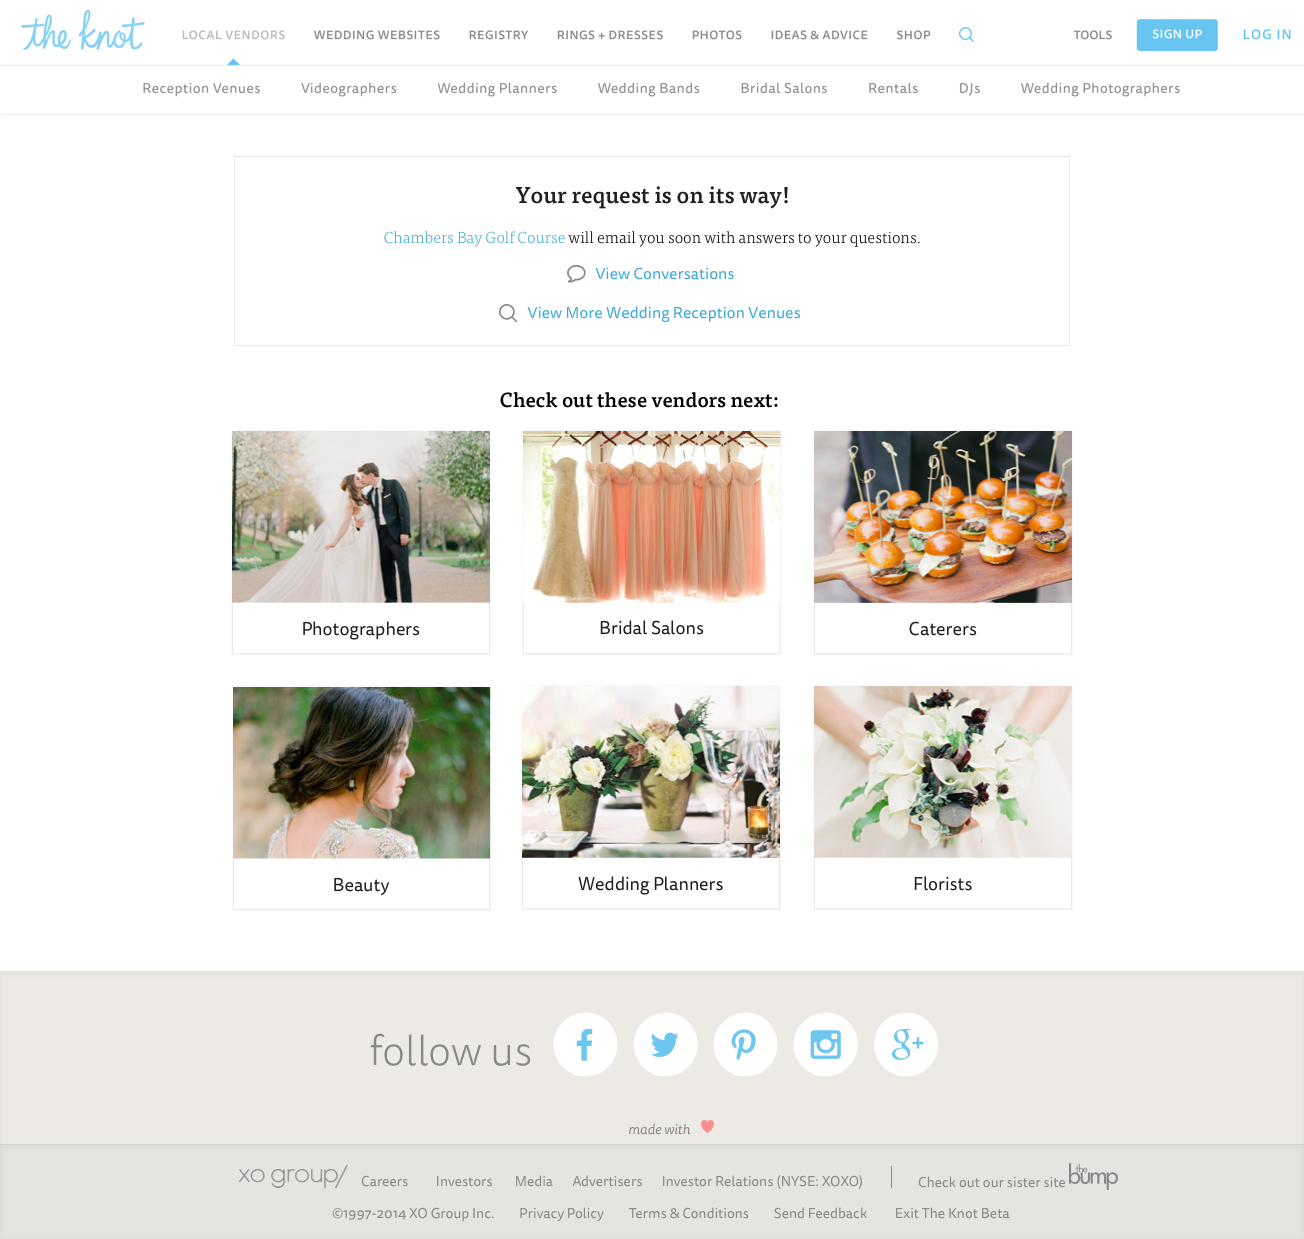 the knot
LOCAL VENDORS WEDDING WEBSITES REGISTRY RINGS + DRESSES PHOTOS IDEAS & ADVICE SHOP TOOLS SIGN UP LOG IN
Reception Venues Videographers Wedding Planners Wedding Bands Bridal Salons Rentals DJs Wedding Photographers
Your request is on its way!
Chambers Bay Golf Course will email you soon with answers to your questions.
View Conversations
View More Wedding Reception Venues
Check out these vendors next:
Photographers Bridal Salons Caterers
Beauty Wedding Planners Florists
follow us f g+
made with
xo group/ Careers Investors Media Advertisers Investor Relations (NYSE: XOXO) Check out our sister site the bump
©1997-2014 XO Group Inc. Privacy Policy Terms & Conditions Send Feedback Exit The Knot Beta